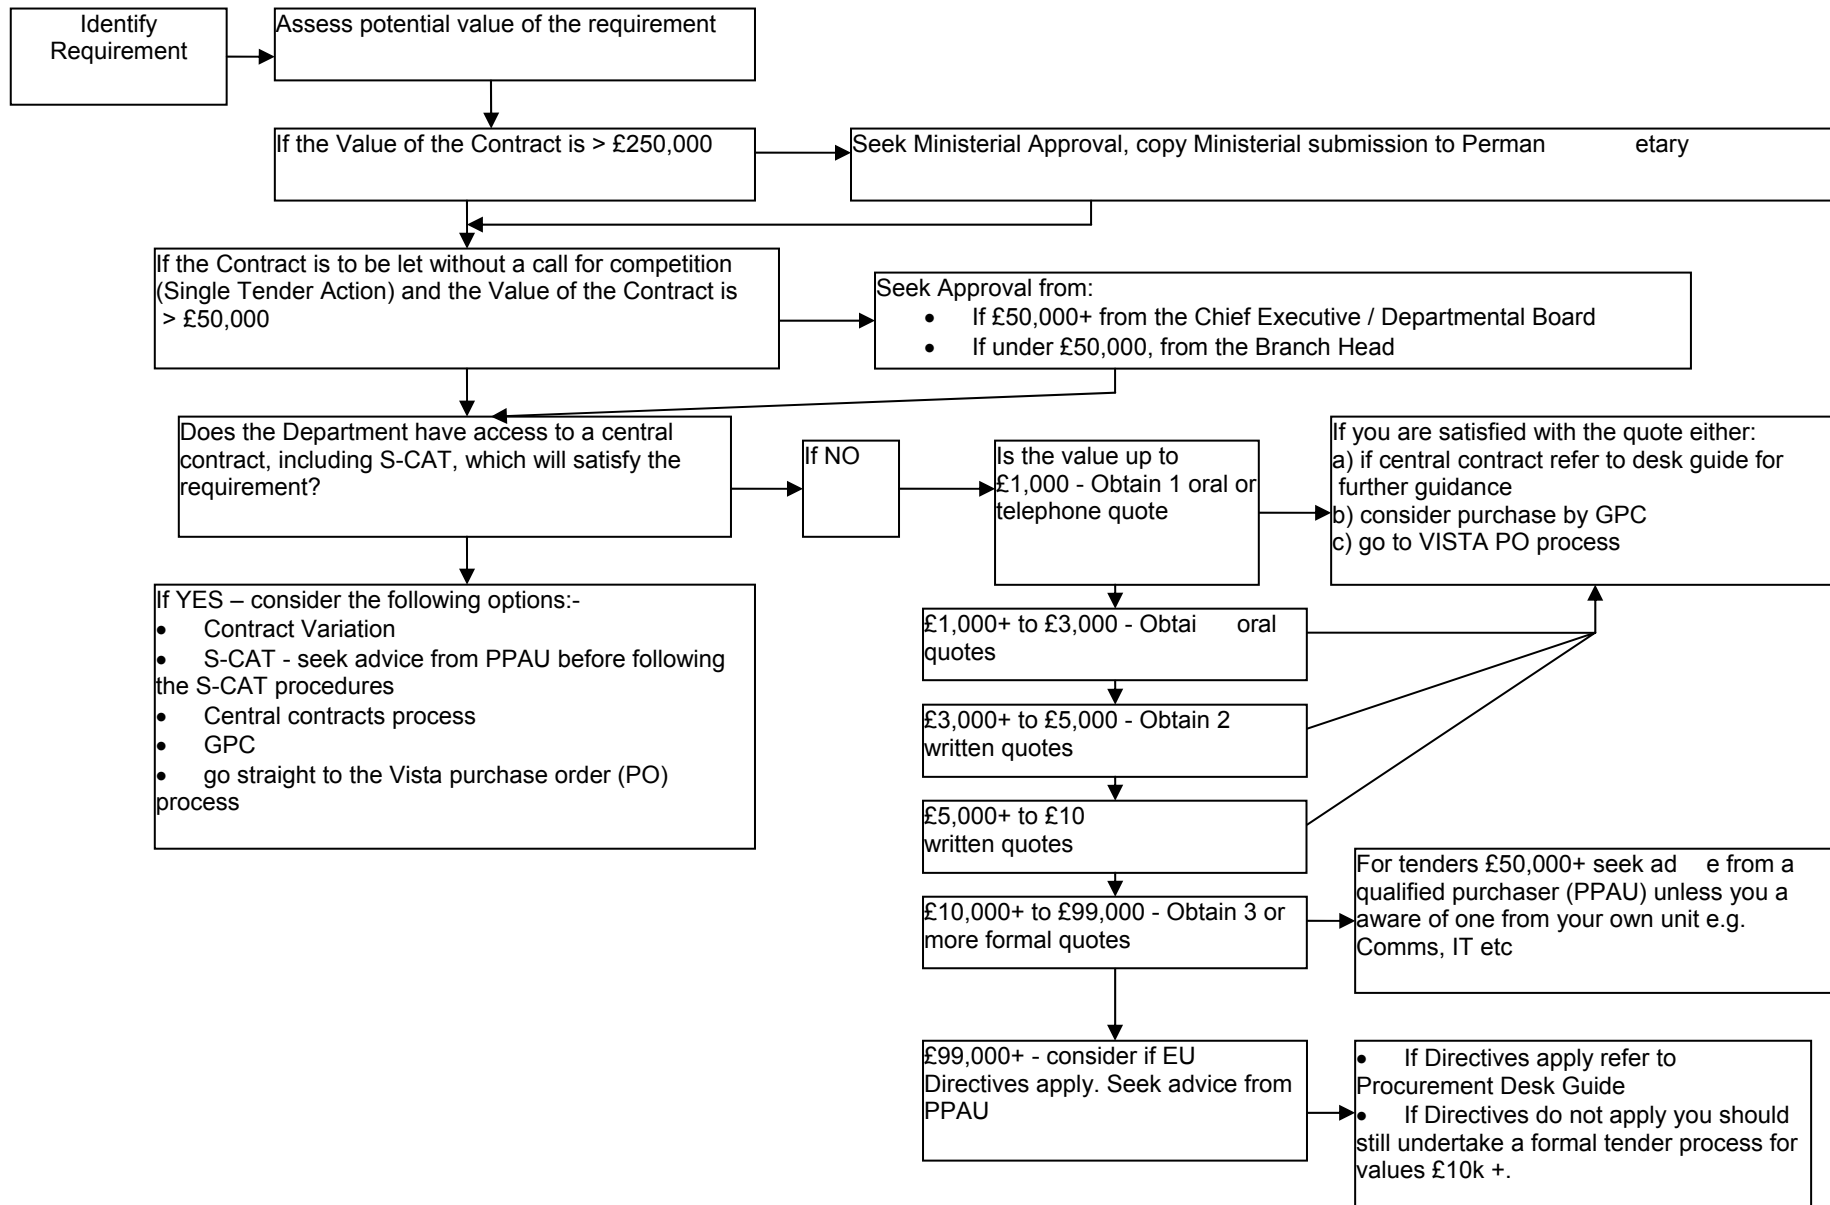 Identify
Requirement
Assess potential value of the requirement
If the Value of the Contract is > £250,000
Seek Ministerial Approval, copy Ministerial submission to Perman etary
If the Contract is to be let without a call for competition
(Single Tender Action) and the Value of the Contract is
> £50,000
Seek Approval from:
• If £50,000+ from the Chief Executive / Departmental Board
• If under £50,000, from the Branch Head
Does the Department have access to a central
contract, including S-CAT, which will satisfy the
requirement?
If NO
Is the value up to
£1,000 - Obtain 1 oral or
telephone quote
If you are satisfied with the quote either:
a) if central contract refer to desk guide for
further guidance
b) consider purchase by GPC
c) go to VISTA PO process
If YES – consider the following options:-
• Contract Variation
• S-CAT - seek advice from PPAU before following
the S-CAT procedures
• Central contracts process
• GPC
• go straight to the Vista purchase order (PO)
process
£1,000+ to £3,000 - Obtai oral
quotes
£3,000+ to £5,000 - Obtain 2
written quotes
£5,000+ to £10
written quotes
£10,000+ to £99,000 - Obtain 3 or
more formal quotes
For tenders £50,000+ seek ad e from a
qualified purchaser (PPAU) unless you a
aware of one from your own unit e.g.
Comms, IT etc
£99,000+ - consider if EU
Directives apply. Seek advice from
PPAU
• If Directives apply refer to
Procurement Desk Guide
• If Directives do not apply you should
still undertake a formal tender process for
values £10k +.